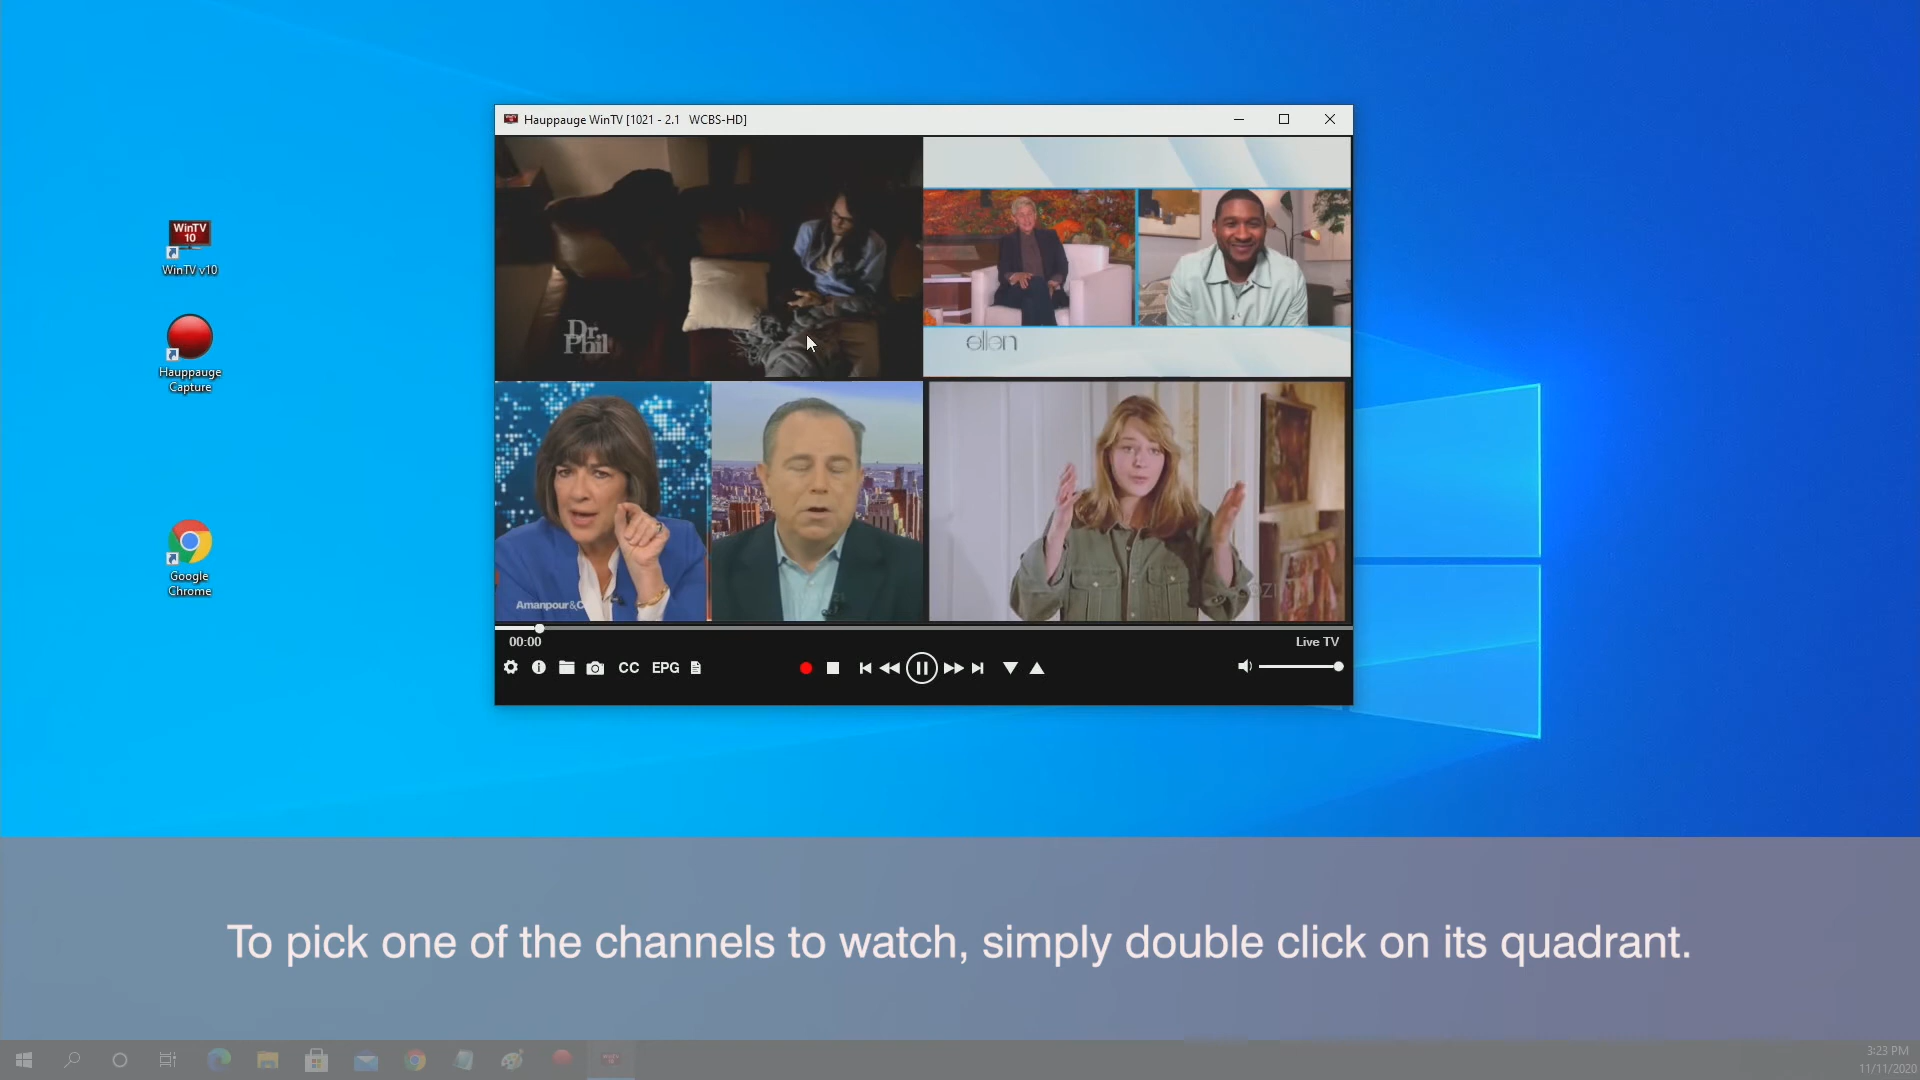 Hauppauge WinTV [1021 - 2.1 WCBS-HD]
WinTV
10
WinTV v10
Hauppauge
Capture
Google
Chrome
Dr.
Phil
ellen
Amanpour&C
00:00
Live TV
CC
EPG
To pick one of the channels to watch, simply double click on its quadrant.
3:23 PM
11/11/2020